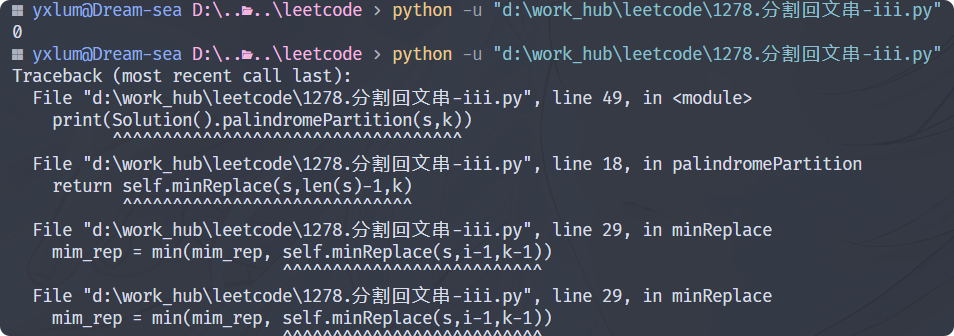 yxlum@Dream-sea D:\..\..\leetcode › python -u "d:\work_hub\leetcode\1278.分割回文串-iii.py"
0
yxlum@Dream-sea D:\..\..\leetcode › python -u "d:\work_hub\leetcode\1278.分割回文串-iii.py"
Traceback (most recent call last):
  File "d:\work_hub\leetcode\1278.分割回文串-iii.py", line 49, in <module>
    print(Solution().palindromePartition(s,k))
          ^^^^^^^^^^^^^^^^^^^^^^^^^^^^^^^^^^^
  File "d:\work_hub\leetcode\1278.分割回文串-iii.py", line 18, in palindromePartition
    return self.minReplace(s,len(s)-1,k)
           ^^^^^^^^^^^^^^^^^^^^^^^^^^^^^
  File "d:\work_hub\leetcode\1278.分割回文串-iii.py", line 29, in minReplace
    mim_rep = min(mim_rep, self.minReplace(s,i-1,k-1))
                           ^^^^^^^^^^^^^^^^^^^^^^^^^^
  File "d:\work_hub\leetcode\1278.分割回文串-iii.py", line 29, in minReplace
    mim_rep = min(mim_rep, self.minReplace(s,i-1,k-1))
                           ^^^^^^^^^^^^^^^^^^^^^^^^^^